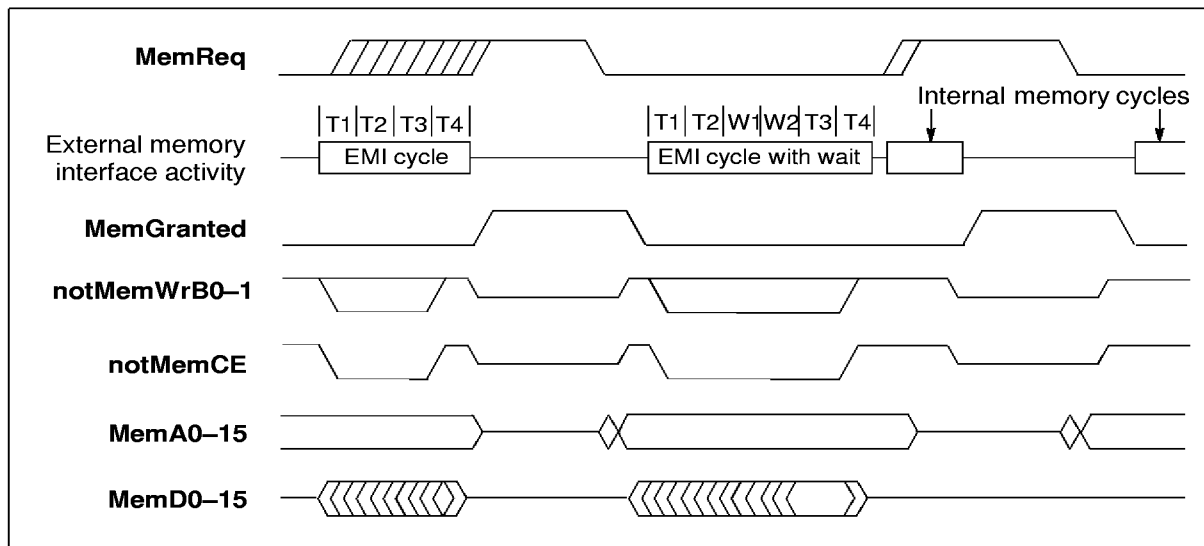 MemReq
Internal memory cycles
T1 T2 T3 T4 T1 T2 W1 W2 T3 T4
External memory
interface activity
EMI cycle EMI cycle with wait
MemGranted
notMemWrB0–1
notMemCE
MemA0–15
MemD0–15